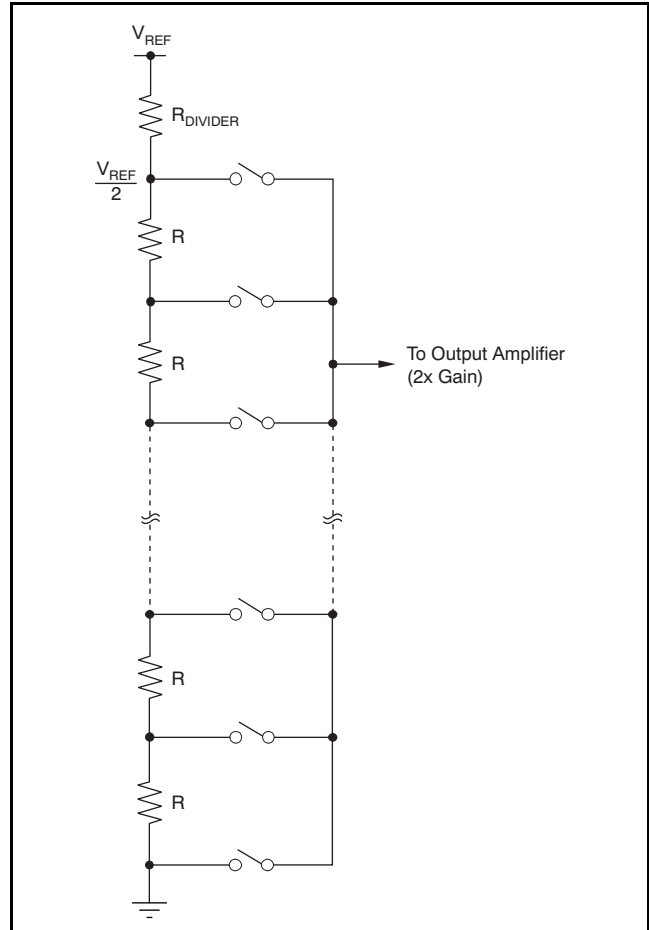 V_REF
R_DIVIDER
V_REF
2
R
R
To Output Amplifier
(2x Gain)
R
R